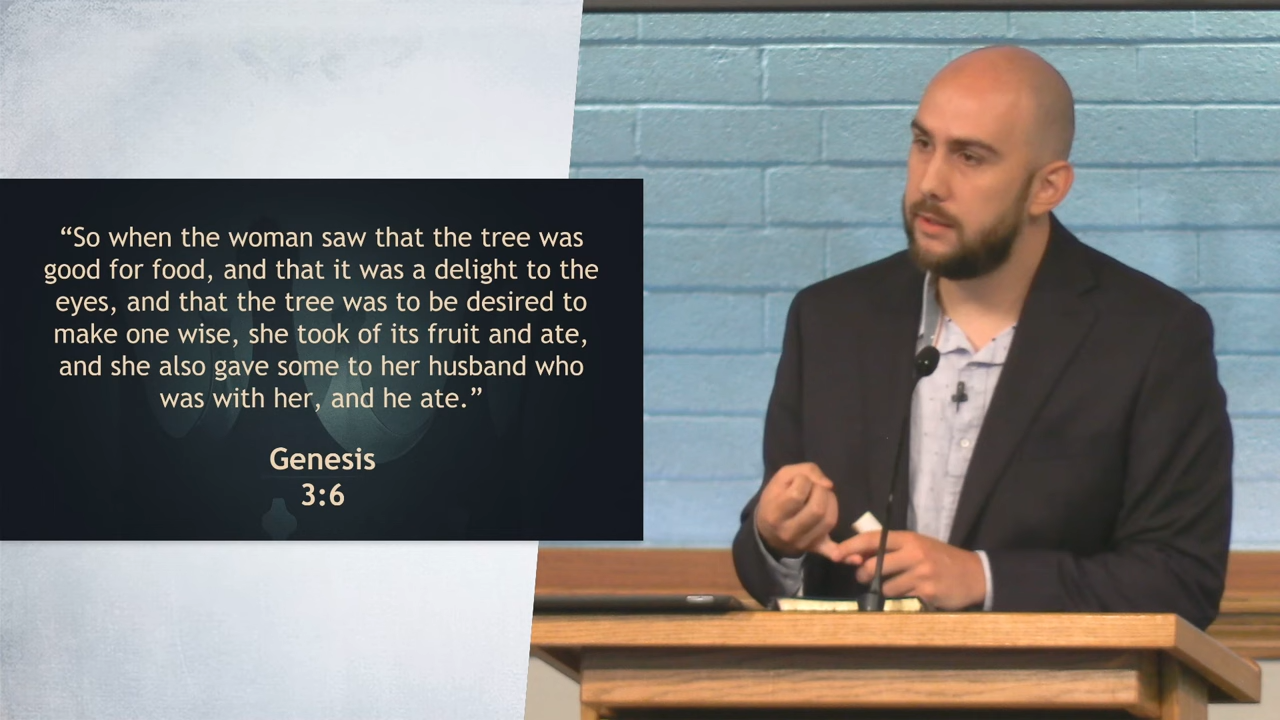 “So when the woman saw that the tree was
good for food, and that it was a delight to the
eyes, and that the tree was to be desired to
make one wise, she took of its fruit and ate,
and she also gave some to her husband who
was with her, and he ate.”
Genesis
3:6